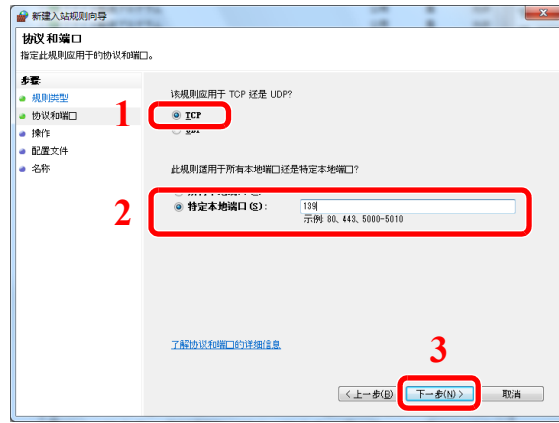 新建入站规则向导
协议和端口
指定此规则应用于的协议和端口。
步骤:
规则类型
协议和端口
操作
配置文件
名称
该规则应用于 TCP 还是 UDP?
1
TCP
UDP
此规则适用于所有本地端口还是特定本地端口?
2
特定本地端口(S):
139
示例: 80、443、5000-5010
了解协议和端口的详细信息
3
<上一步(B)
下一步(N)>
取消